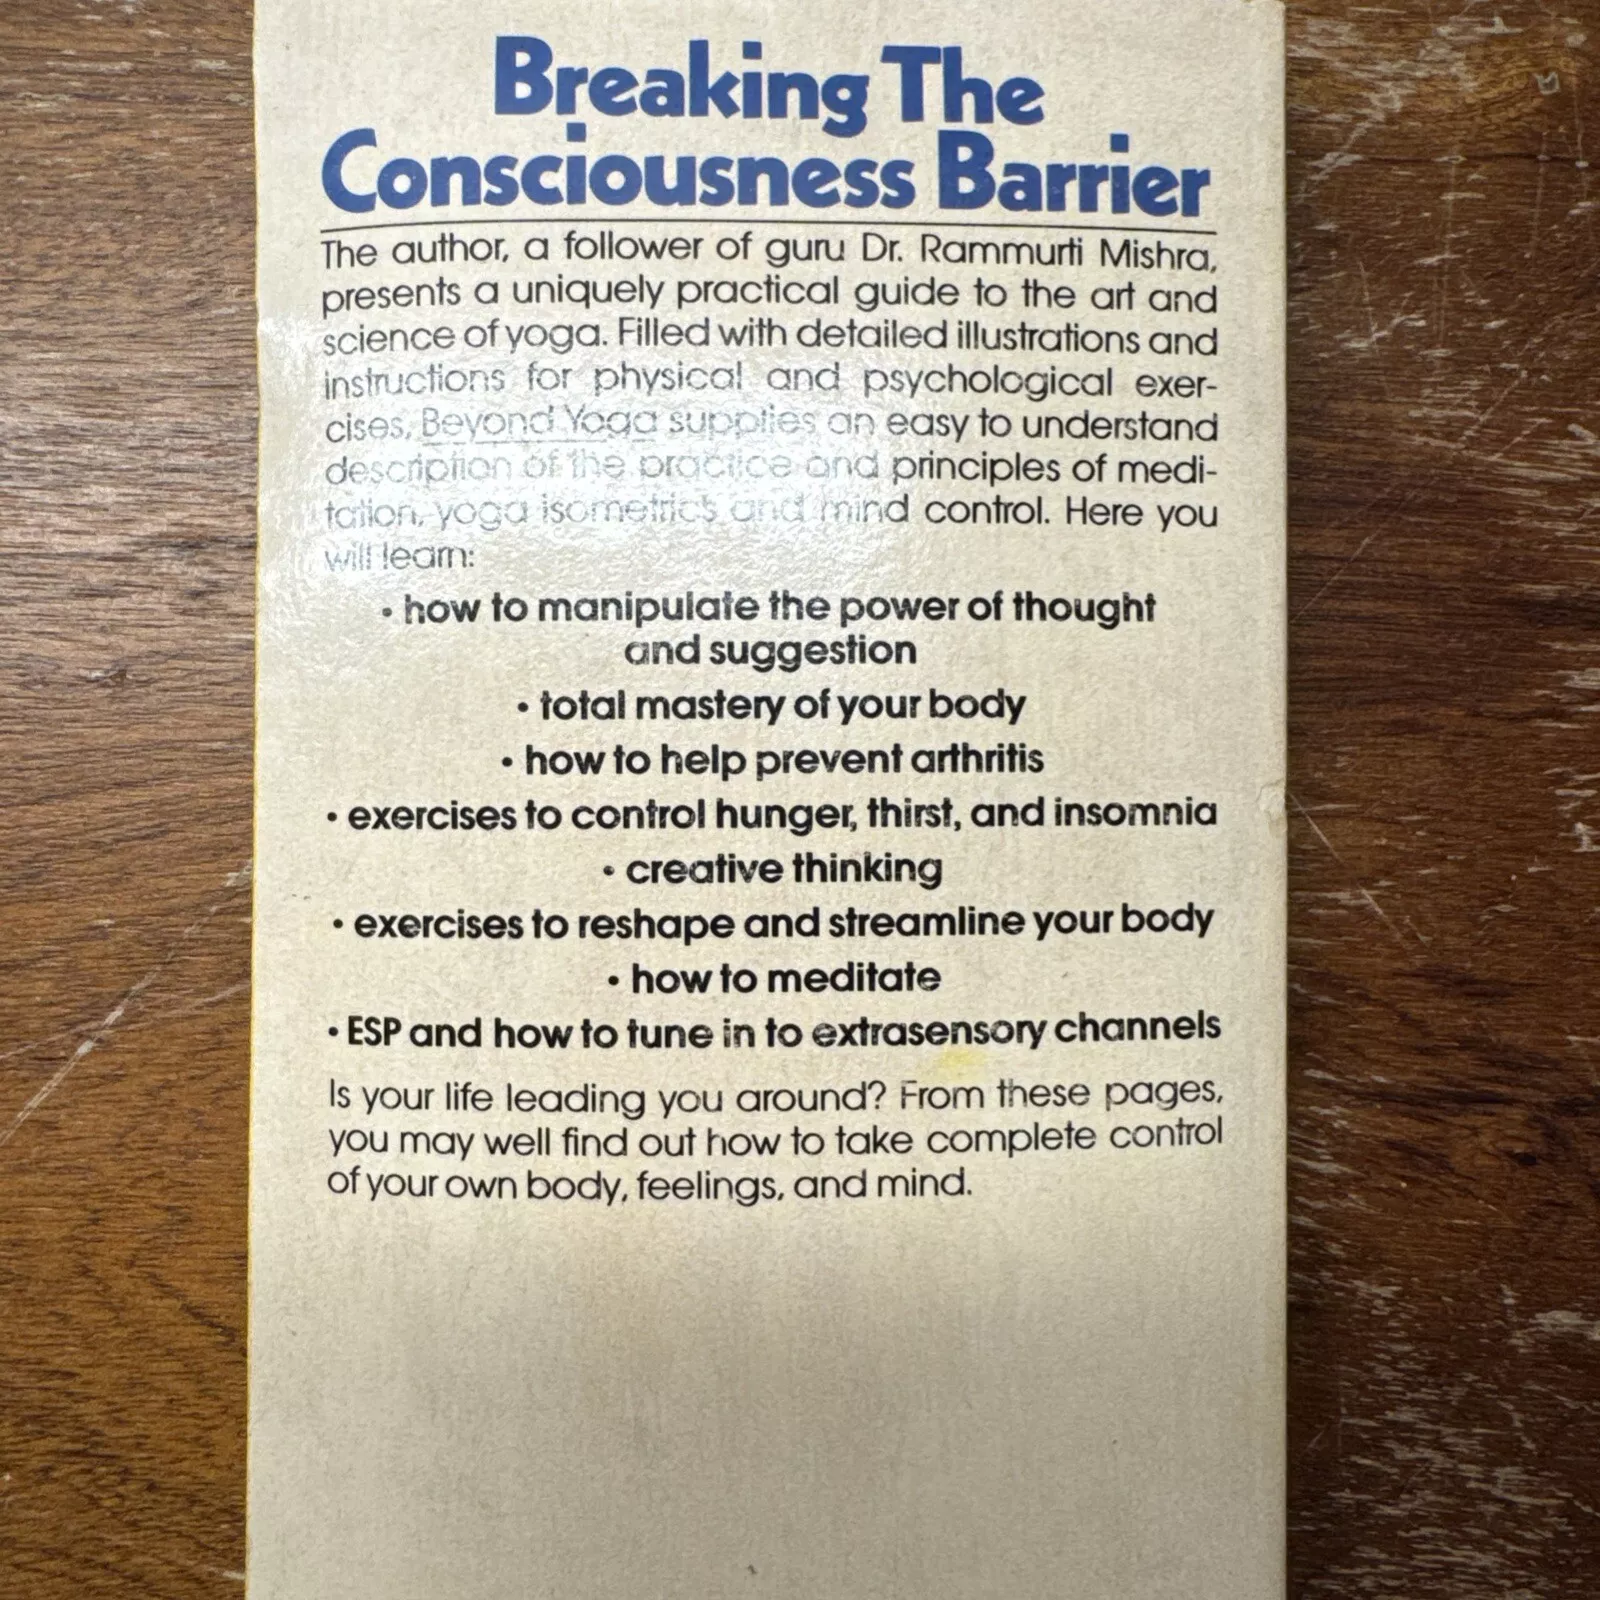 Breaking The
Consciousness Barrier
The author, a follower of guru Dr. Rammurti Mishra,
presents a uniquely practical guide to the art and
science of yoga. Filled with detailed illustrations and
instructions for physical and psychological exer-
cises, Beyond Yoga supplies an easy to understand
description of the practice and principles of medi-
tation, yoga isometrics and mind control. Here you
will learn:
• how to manipulate the power of thought
and suggestion
• total mastery of your body
• how to help prevent arthritis
• exercises to control hunger, thirst, and insomnia
• creative thinking
• exercises to reshape and streamline your body
• how to meditate
• ESP and how to tune in to extrasensory channels
Is your life leading you around? From these pages,
you may well find out how to take complete control
of your own body, feelings, and mind.